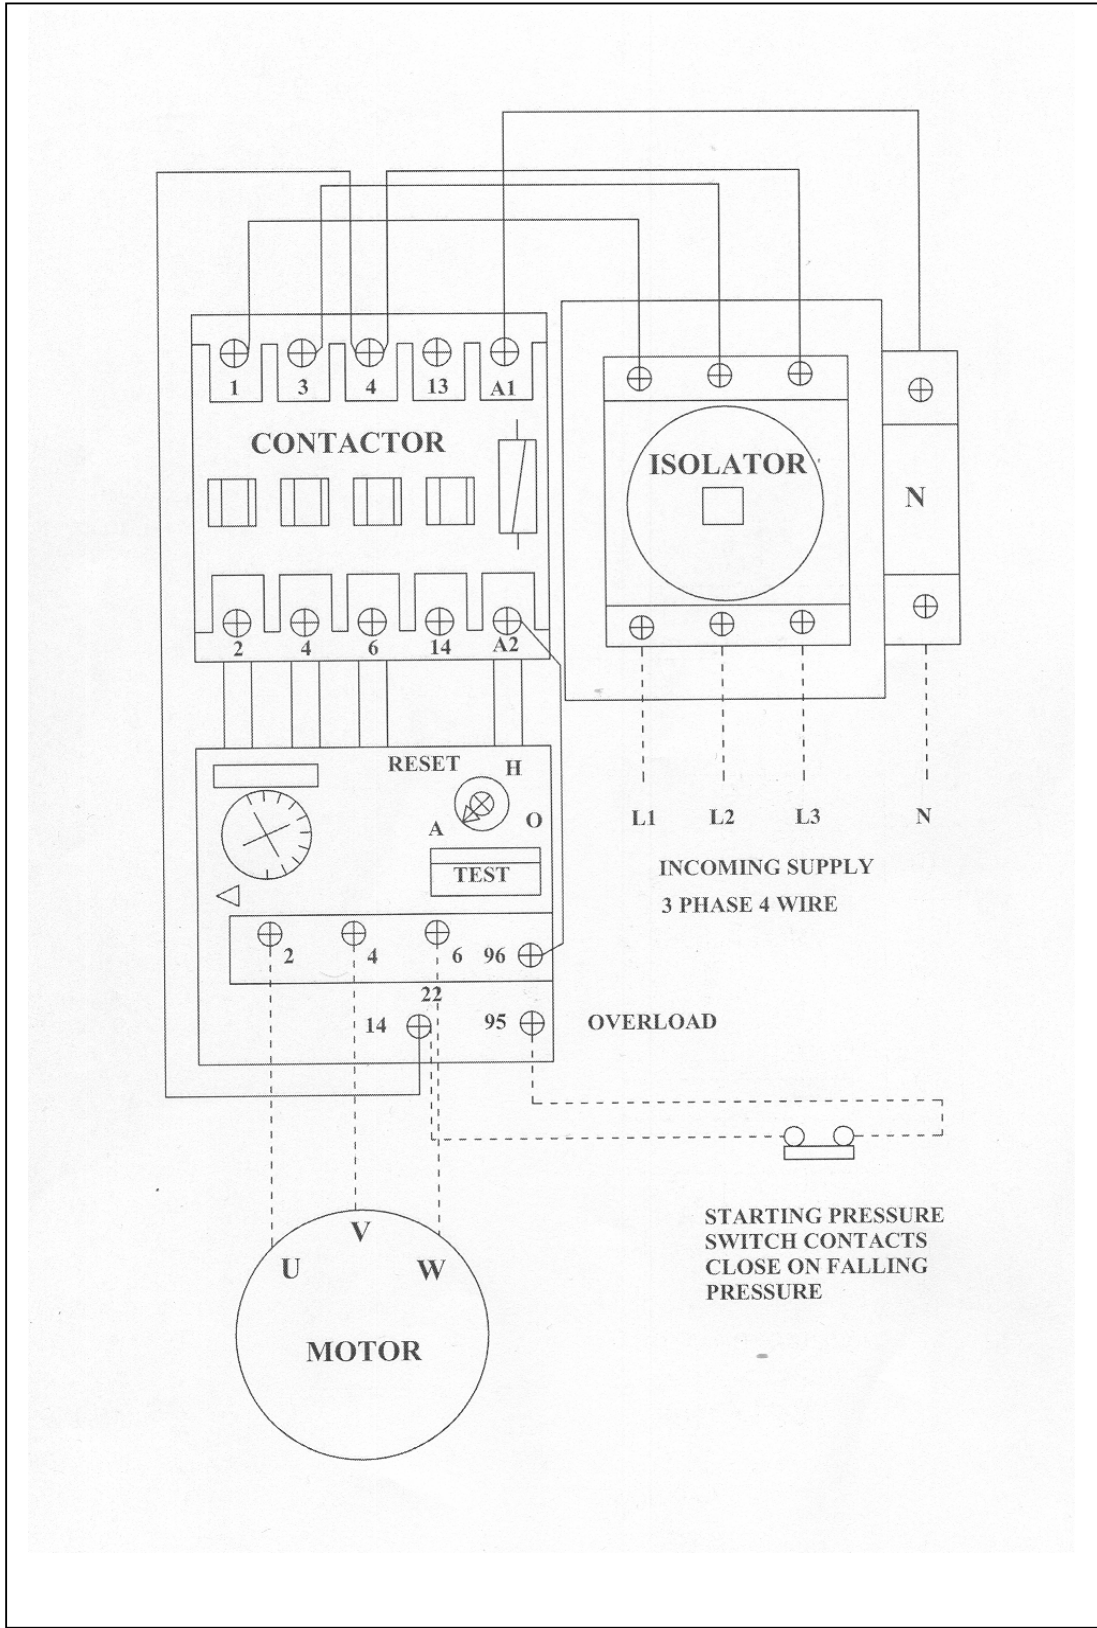 1 3 4 13 A1
CONTACTOR
ISOLATOR
N
2 4 6 14 A2
RESET
H
A
O
TEST
L1 L2 L3 N
INCOMING SUPPLY
3 PHASE 4 WIRE
2 4 6 96
22
14 95
OVERLOAD
STARTING PRESSURE
SWITCH CONTACTS
CLOSE ON FALLING
PRESSURE
V
U W
MOTOR